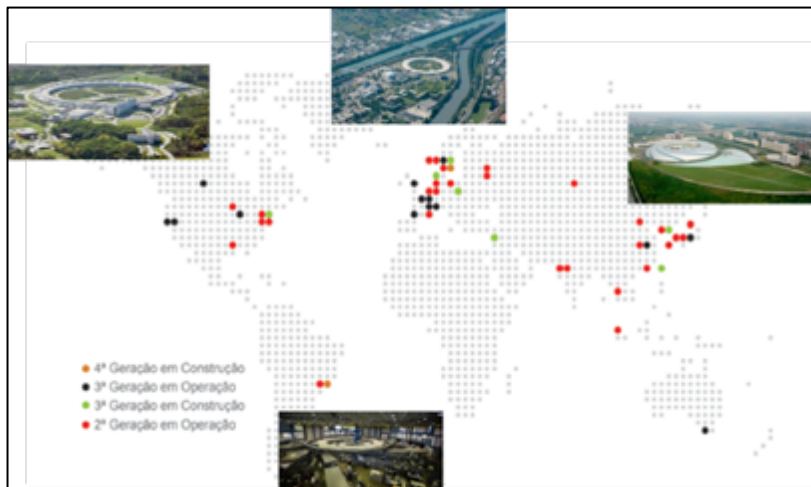 4ª Geração em Construção
3ª Geração em Operação
3ª Geração em Construção
2ª Geração em Operação